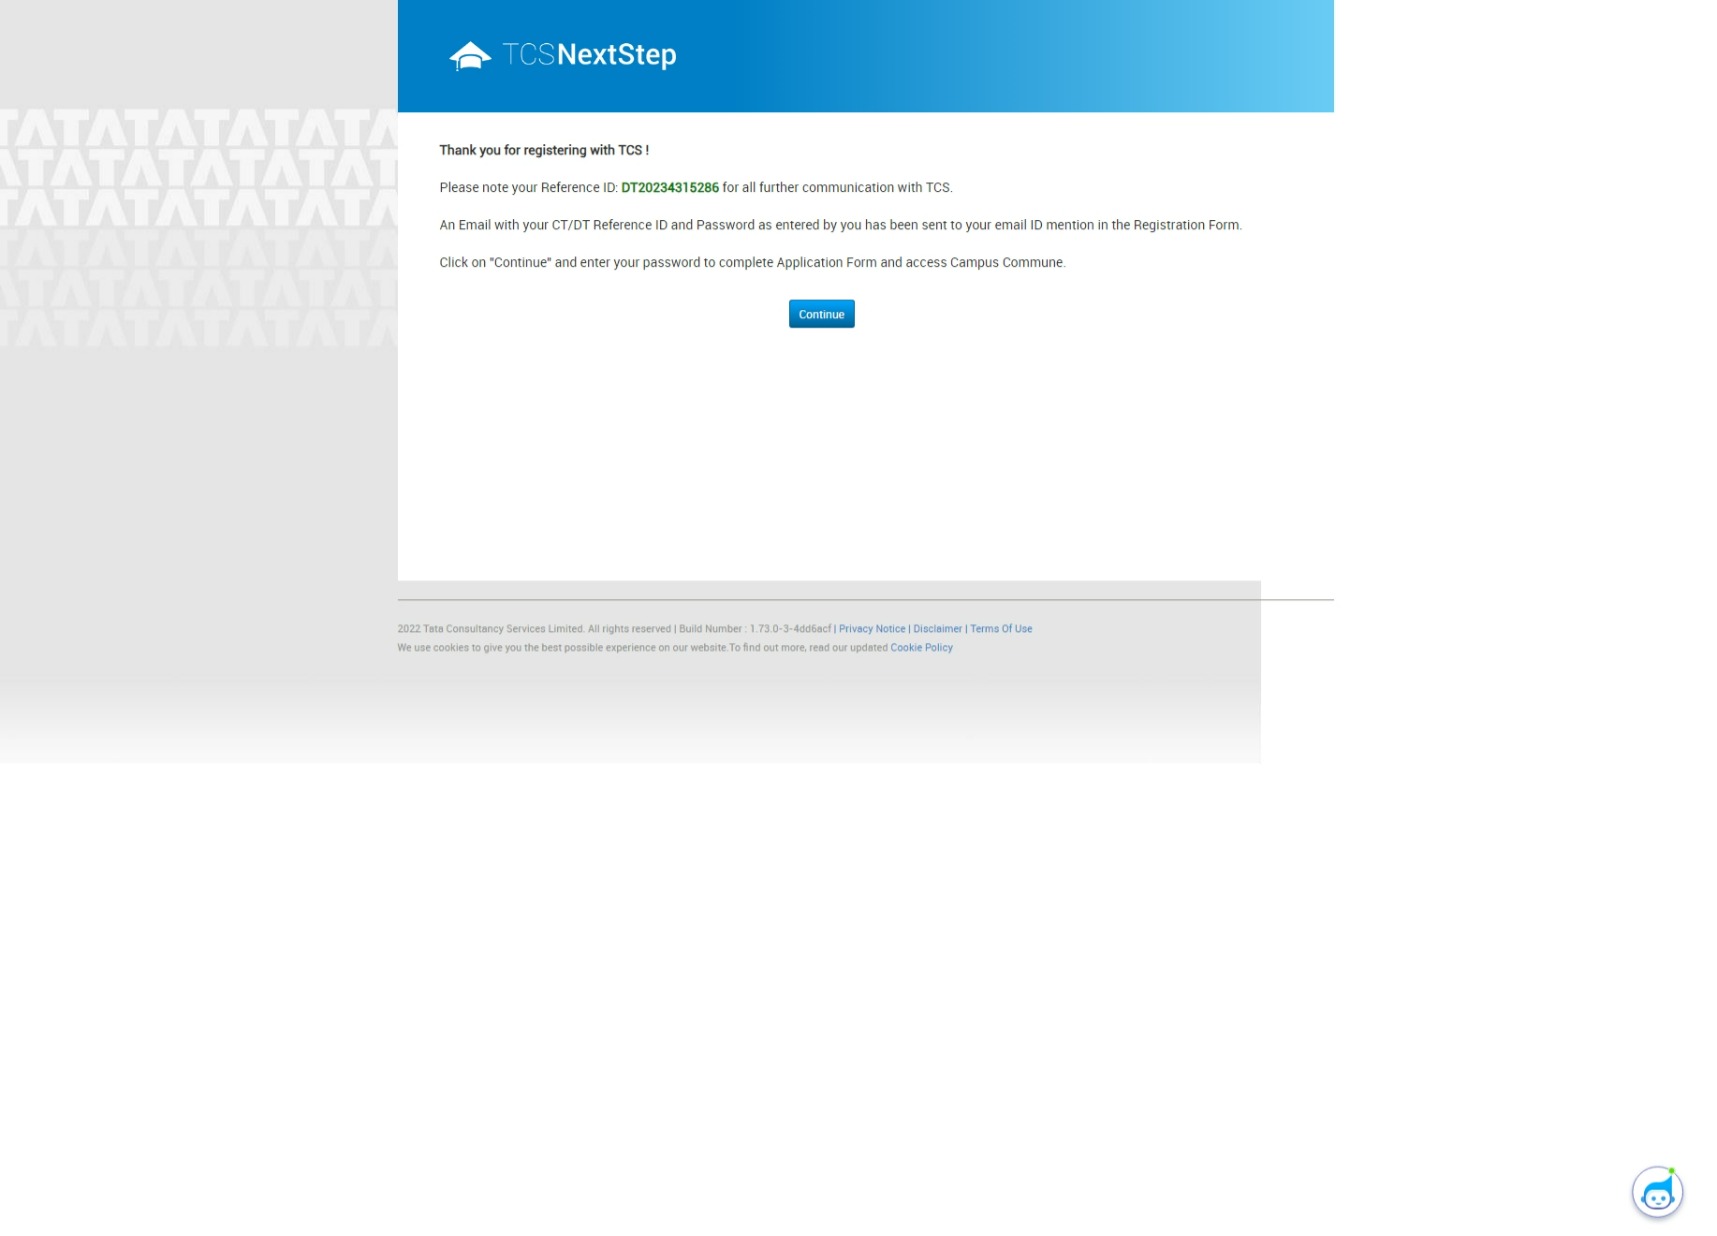 TCSNextStep
Thank you for registering with TCS !
Please note your Reference ID: DT20234315286 for all further communication with TCS.
An Email with your CT/DT Reference ID and Password as entered by you has been sent to your email ID mention in the Registration Form.
Click on "Continue" and enter your password to complete Application Form and access Campus Commune.
Continue
2022 Tata Consultancy Services Limited. All rights reserved | Build Number : 1.73.0-3-4dd6acf | Privacy Notice | Disclaimer | Terms Of Use
We use cookies to give you the best possible experience on our website.To find out more, read our updated Cookie Policy